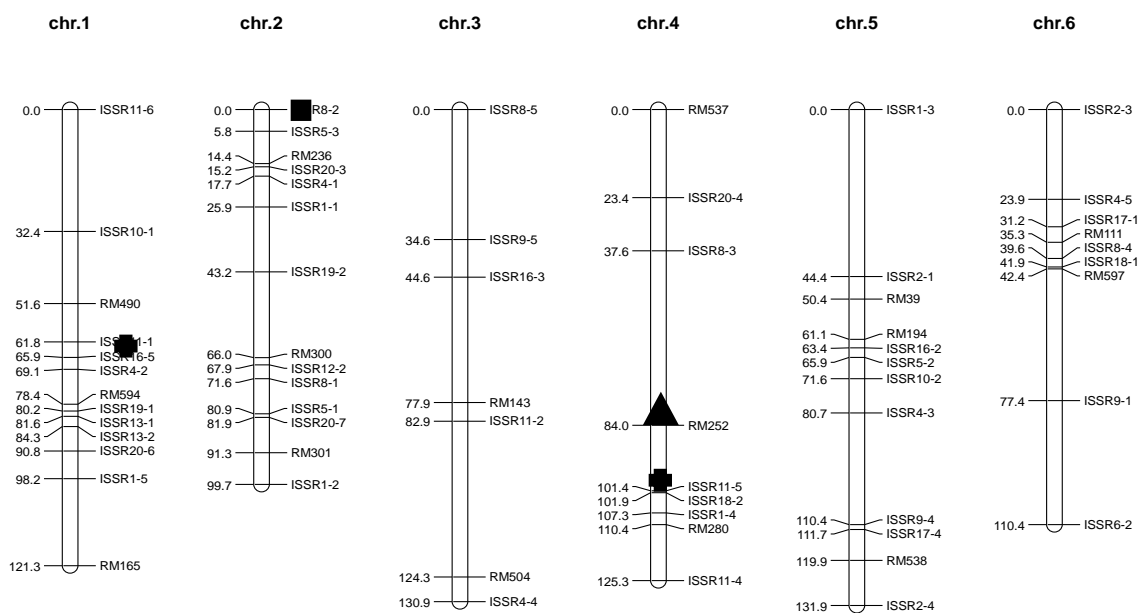 chr.1
chr.2
chr.3
chr.4
chr.5
chr.6
0.0 ISSR11-6
32.4 ISSR10-1
51.6 RM490
61.8
65.9 ISSR16-5
69.1 ISSR4-2
78.4 RM594
80.2 ISSR19-1
81.6 ISSR13-1
84.3 ISSR13-2
90.8 ISSR20-6
98.2 ISSR1-5
121.3 RM165
0.0 R8-2
5.8 ISSR5-3
14.4 RM236
15.2 ISSR20-3
17.7 ISSR4-1
25.9 ISSR1-1
43.2 ISSR19-2
66.0 RM300
67.9 ISSR12-2
71.6 ISSR8-1
80.9 ISSR5-1
81.9 ISSR20-7
91.3 RM301
99.7 ISSR1-2
0.0 ISSR8-5
34.6 ISSR9-5
44.6 ISSR16-3
77.9 RM143
82.9 ISSR11-2
124.3 RM504
130.9 ISSR4-4
0.0 RM537
23.4 ISSR20-4
37.6 ISSR8-3
84.0 RM252
101.4 ISSR11-5
101.9 ISSR18-2
107.3 ISSR1-4
110.4 RM280
125.3 ISSR11-4
0.0 ISSR1-3
44.4 ISSR2-1
50.4 RM39
61.1 RM194
63.4 ISSR16-2
65.9 ISSR5-2
71.6 ISSR10-2
80.7 ISSR4-3
110.4 ISSR9-4
111.7 ISSR17-4
119.9 RM538
131.9 ISSR2-4
0.0 ISSR2-3
23.9 ISSR4-5
31.2 ISSR17-1
35.3 RM111
39.6 ISSR8-4
41.9 ISSR18-1
42.4 RM597
77.4 ISSR9-1
110.4 ISSR6-2